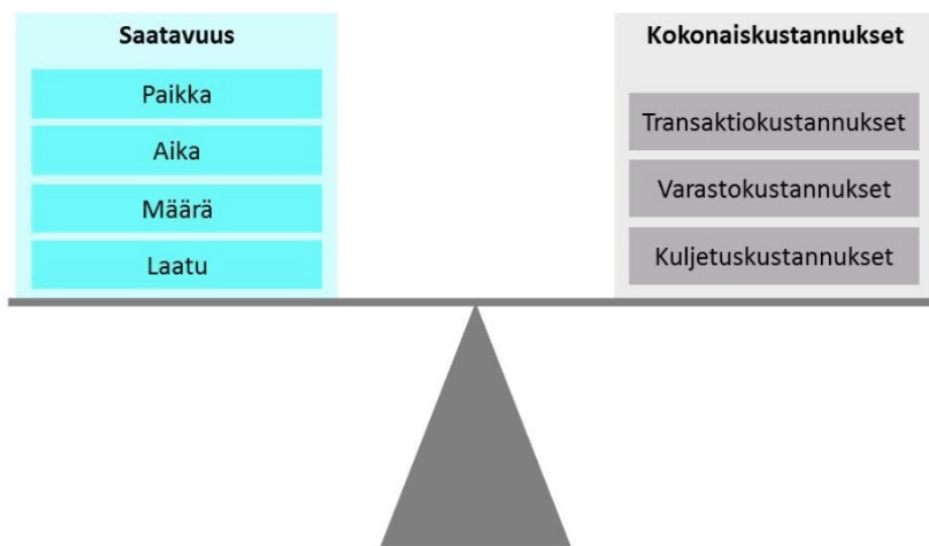 Saatavuus
Paikka
Aika
Määrä
Laatu
Kokonaiskustannukset
Transaktiokustannukset
Varastokustannukset
Kuljetuskustannukset